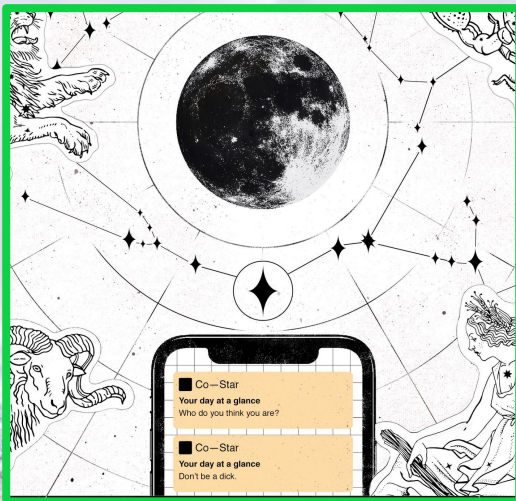 Co—Star
Your day at a glance
Who do you think you are?
Co—Star
Your day at a glance
Don't be a dick.